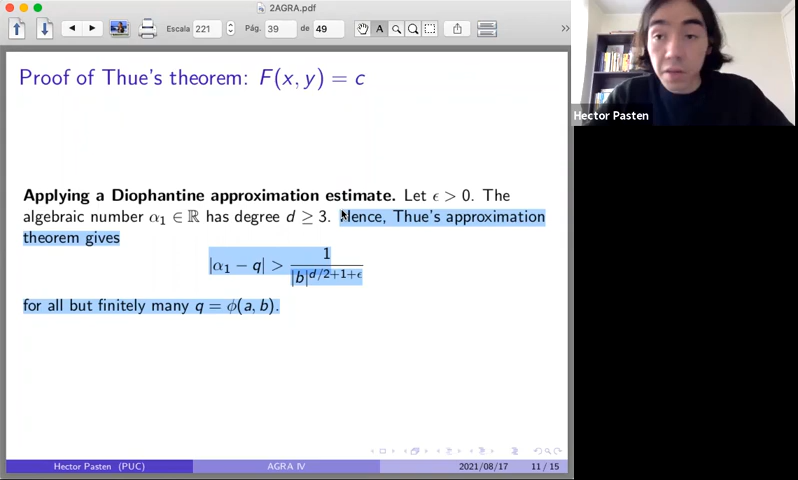 2AGRA.pdf
Escala 221 Pág. 39 de 49
Proof of Thue's theorem: F(x, y) = c
Hector Pasten
Applying a Diophantine approximation estimate. Let ϵ > 0. The
algebraic number α₁ ∈ ℝ has degree d ≥ 3. Hence, Thue's approximation
theorem gives
|α₁ − q| > 1 / |b|^{d/2+1+ϵ}
for all but finitely many q = ϕ(a, b).
Hector Pasten (PUC) AGRA IV 2021/08/17 11 / 15